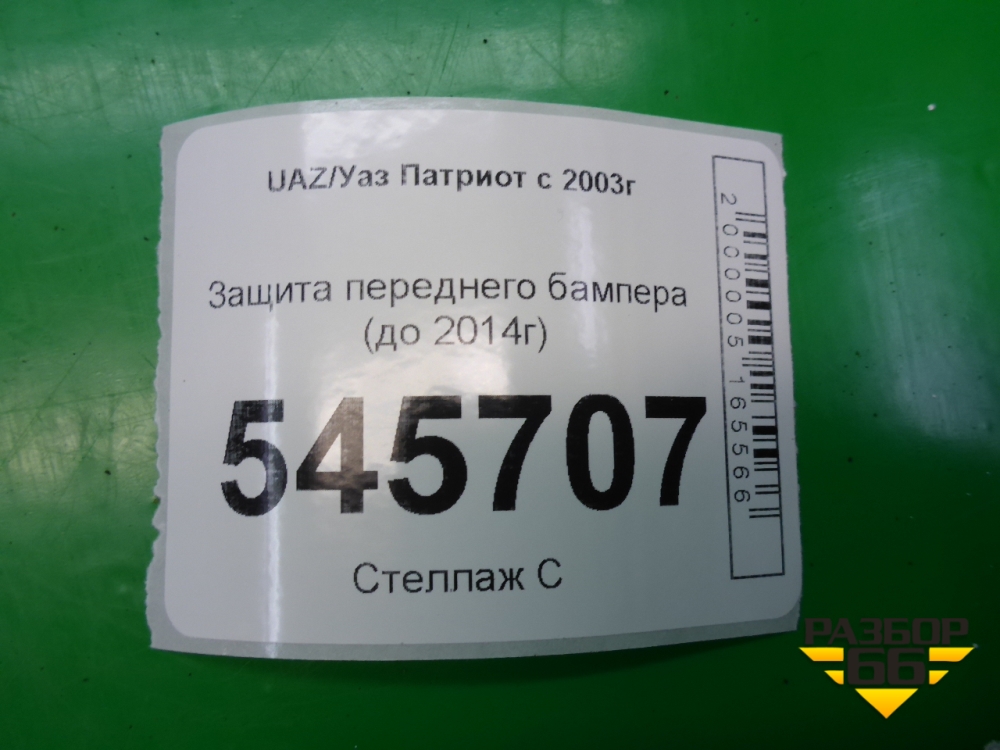 UAZ/Уаз Патриот с 2003г
Защита переднего бампера
(до 2014г)
545707
Стеллаж С
2000005165566
РАЗБОР
66